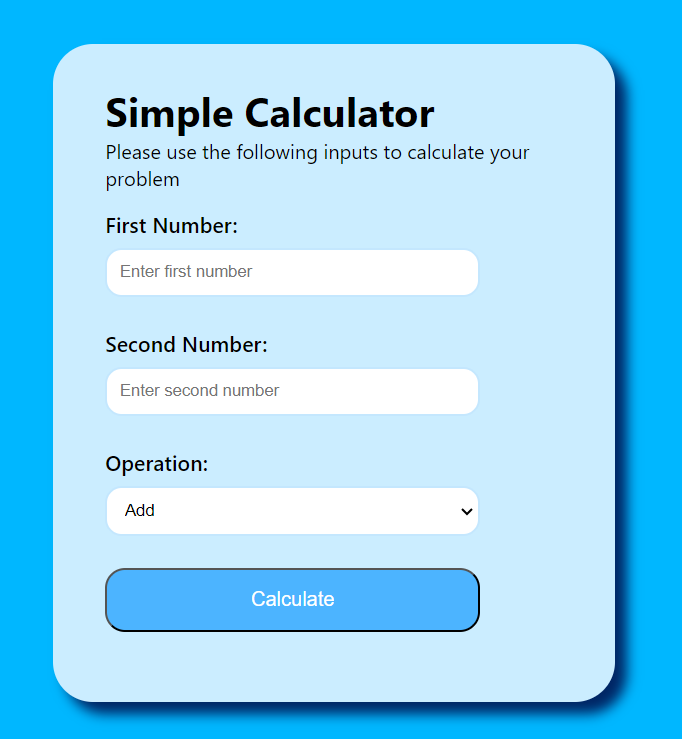 Simple Calculator
Please use the following inputs to calculate your
problem
First Number:
Enter first number
Second Number:
Enter second number
Operation:
Add
Calculate